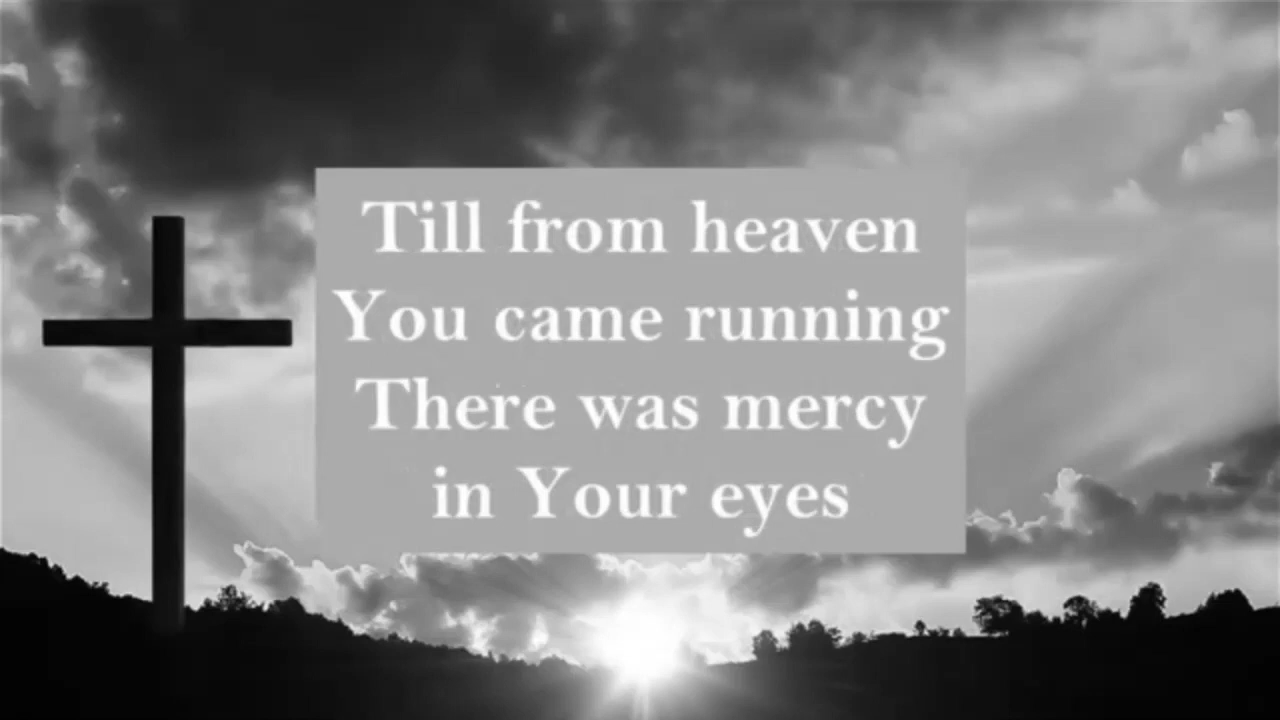 Till from heaven
You came running
There was mercy
in Your eyes